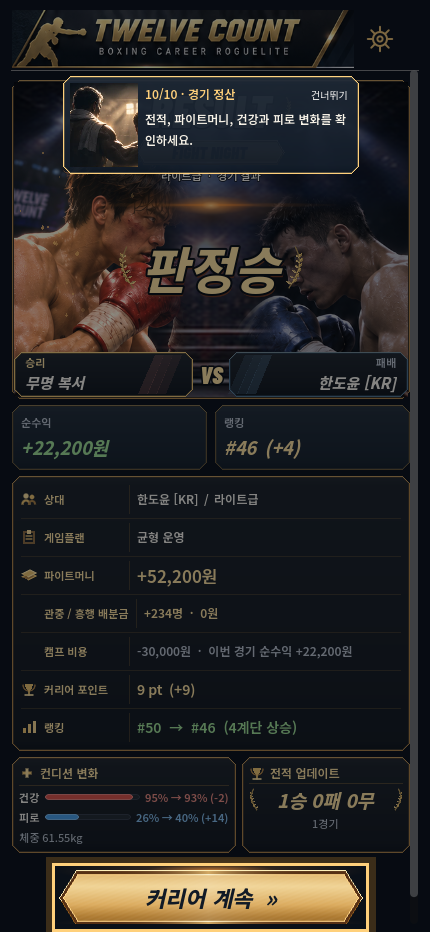 TWELVE COUNT
BOXING CAREER ROGUELITE
10/10 · 경기 정산
건너뛰기
전적, 파이트머니, 건강과 피로 변화를 확
인하세요.
라이트급 · 경기 결과
TWELVE
COUNT
판정승
승리
무명 복서
VS
패배
한도윤 [KR]
순수익
+22,200원
랭킹
#46 (+4)
상대
한도윤 [KR] / 라이트급
게임플랜
균형 운영
파이트머니
+52,200원
관중 / 흥행 배분금
+234명 · 0원
캠프 비용
-30,000원 · 이번 경기 순수익 +22,200원
커리어 포인트
9 pt (+9)
랭킹
#50 → #46 (4계단 상승)
컨디션 변화
건강
95% → 93% (-2)
피로
26% → 40% (+14)
체중 61.55kg
전적 업데이트
1승 0패 0무
1경기
커리어 계속 »